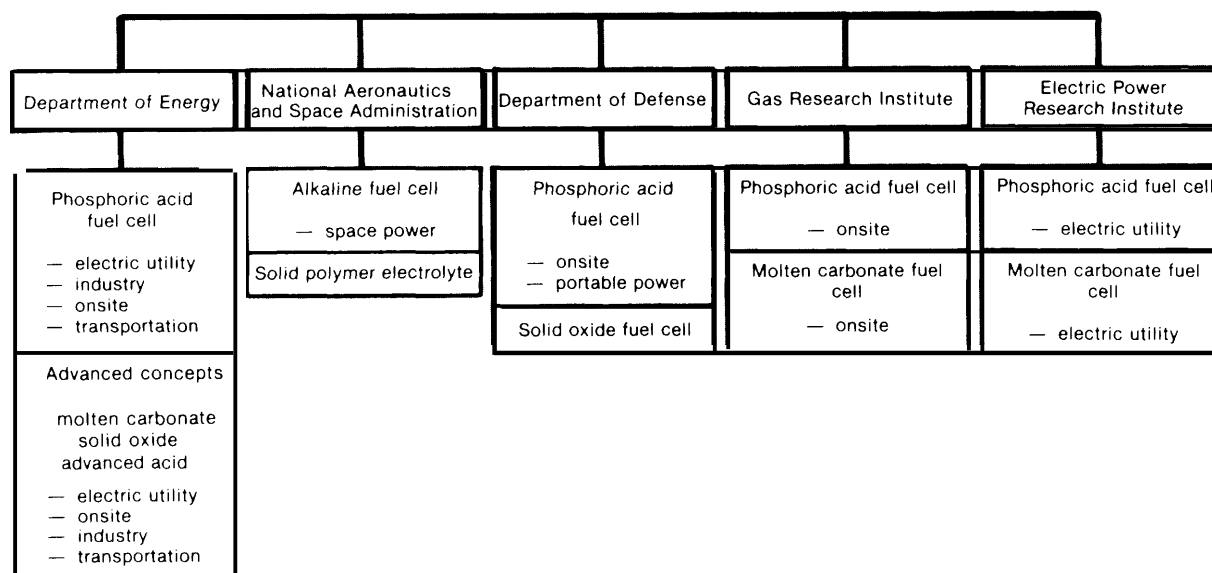 Department of Energy
National Aeronautics
and Space Administration
Department of Defense
Gas Research Institute
Electric Power
Research Institute
Phosphoric acid
fuel cell
— electric utility
— industry
— onsite
— transportation
Advanced concepts
molten carbonate
solid oxide
advanced acid
— electric utility
— onsite
— industry
— transportation
Alkaline fuel cell
— space power
Solid polymer electrolyte
Phosphoric acid
fuel cell
— onsite
— portable power
Solid oxide fuel cell
Phosphoric acid fuel cell
— onsite
Molten carbonate fuel
cell
— onsite
Phosphoric acid fuel cell
— electric utility
Molten carbonate fuel
cell
— electric utility